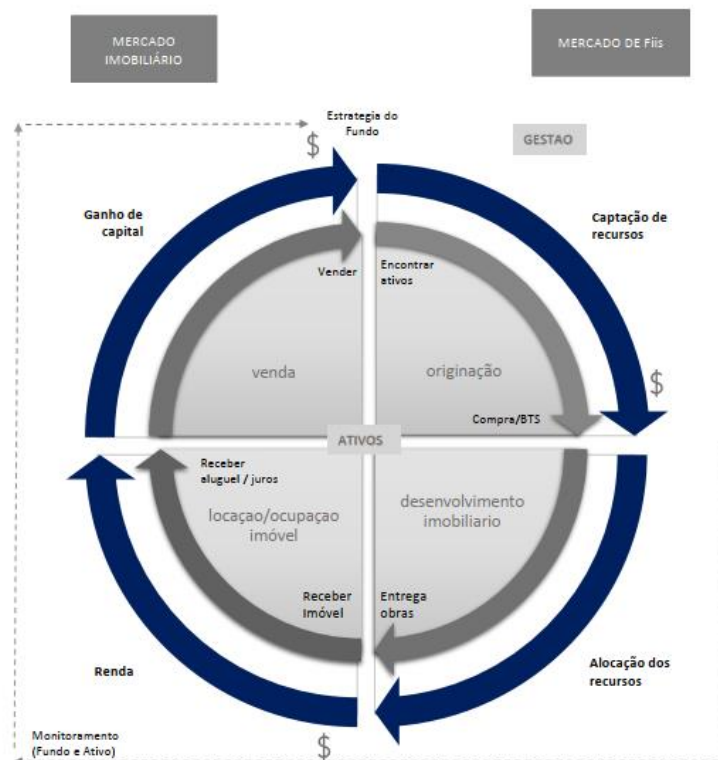 MERCADO
IMOBILIÁRIO
MERCADO DE Fiis
Estrategia do
Fundo
$
GESTAO
Ganho de
capital
Captação de
recursos
Vender
Encontrar
ativos
venda
originação
$
Compra/BTS
ATIVOS
Receber
aluguel / juros
locaçao/ocupaçao
imóvel
desenvolvimento
imobiliario
Receber
Imóvel
Entrega
obras
Renda
Alocação dos
recursos
Monitoramento
(Fundo e Ativo)
$